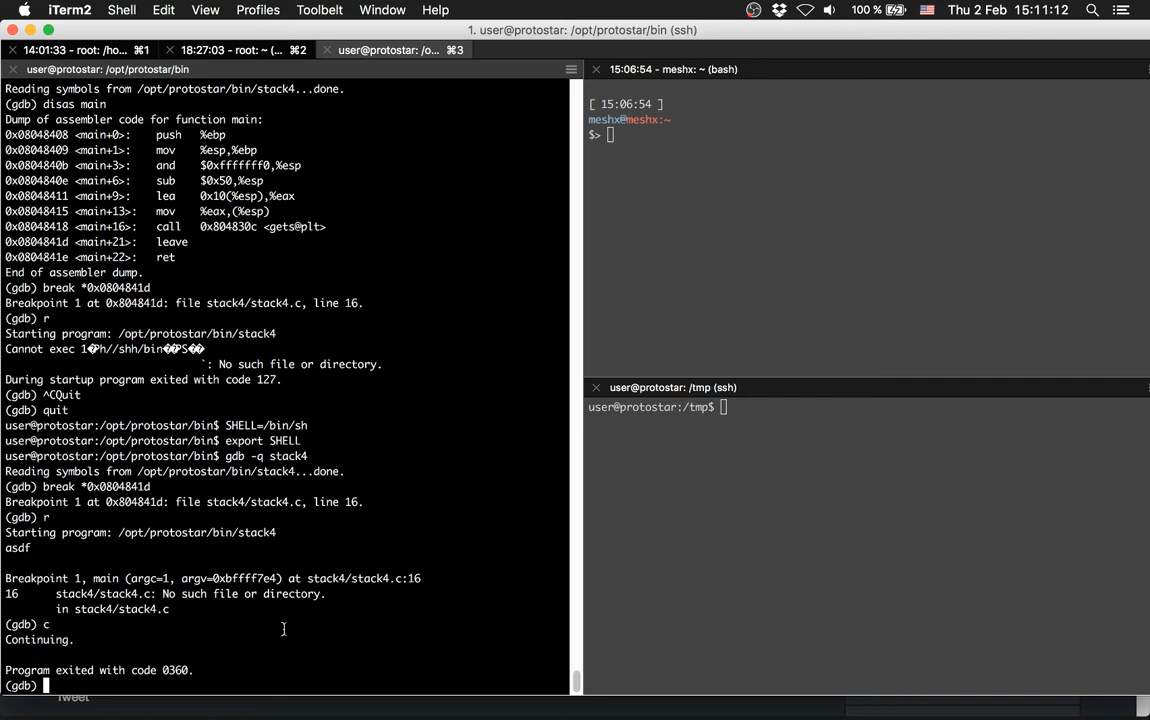 iTerm2 Shell Edit View Profiles Toolbelt Window Help 100 % Thu 2 Feb 15:11:12
1. user@protostar: /opt/protostar/bin (ssh)
14:01:33 - root: /ho... ⌘1 18:27:03 - root: ~ (... ⌘2 user@protostar: /o... ⌘3
user@protostar: /opt/protostar/bin
Reading symbols from /opt/protostar/bin/stack4...done.
(gdb) disas main
Dump of assembler code for function main:
0x08048408 <main+0>: push %ebp
0x08048409 <main+1>: mov %esp,%ebp
0x0804840b <main+3>: and $0xfffffff0,%esp
0x0804840e <main+6>: sub $0x50,%esp
0x08048411 <main+9>: lea 0x10(%esp),%eax
0x08048415 <main+13>: mov %eax,(%esp)
0x08048418 <main+16>: call 0x804830c <gets@plt>
0x0804841d <main+21>: leave
0x0804841e <main+22>: ret
End of assembler dump.
(gdb) break *0x0804841d
Breakpoint 1 at 0x804841d: file stack4/stack4.c, line 16.
(gdb) r
Starting program: /opt/protostar/bin/stack4
Cannot exec 1�Ph//shh/bin��PS��
`: No such file or directory.
During startup program exited with code 127.
(gdb) ^CQuit
(gdb) quit
user@protostar:/opt/protostar/bin$ SHELL=/bin/sh
user@protostar:/opt/protostar/bin$ export SHELL
user@protostar:/opt/protostar/bin$ gdb -q stack4
Reading symbols from /opt/protostar/bin/stack4...done.
(gdb) break *0x0804841d
Breakpoint 1 at 0x804841d: file stack4/stack4.c, line 16.
(gdb) r
Starting program: /opt/protostar/bin/stack4
asdf
Breakpoint 1, main (argc=1, argv=0xbffff7e4) at stack4/stack4.c:16
16 stack4/stack4.c: No such file or directory.
in stack4/stack4.c
(gdb) c
Continuing.
Program exited with code 0360.
(gdb)
15:06:54 - meshx: ~ (bash)
[ 15:06:54 ]
meshx@meshx:~
$>
user@protostar: /tmp (ssh)
user@protostar:/tmp$
Tweet